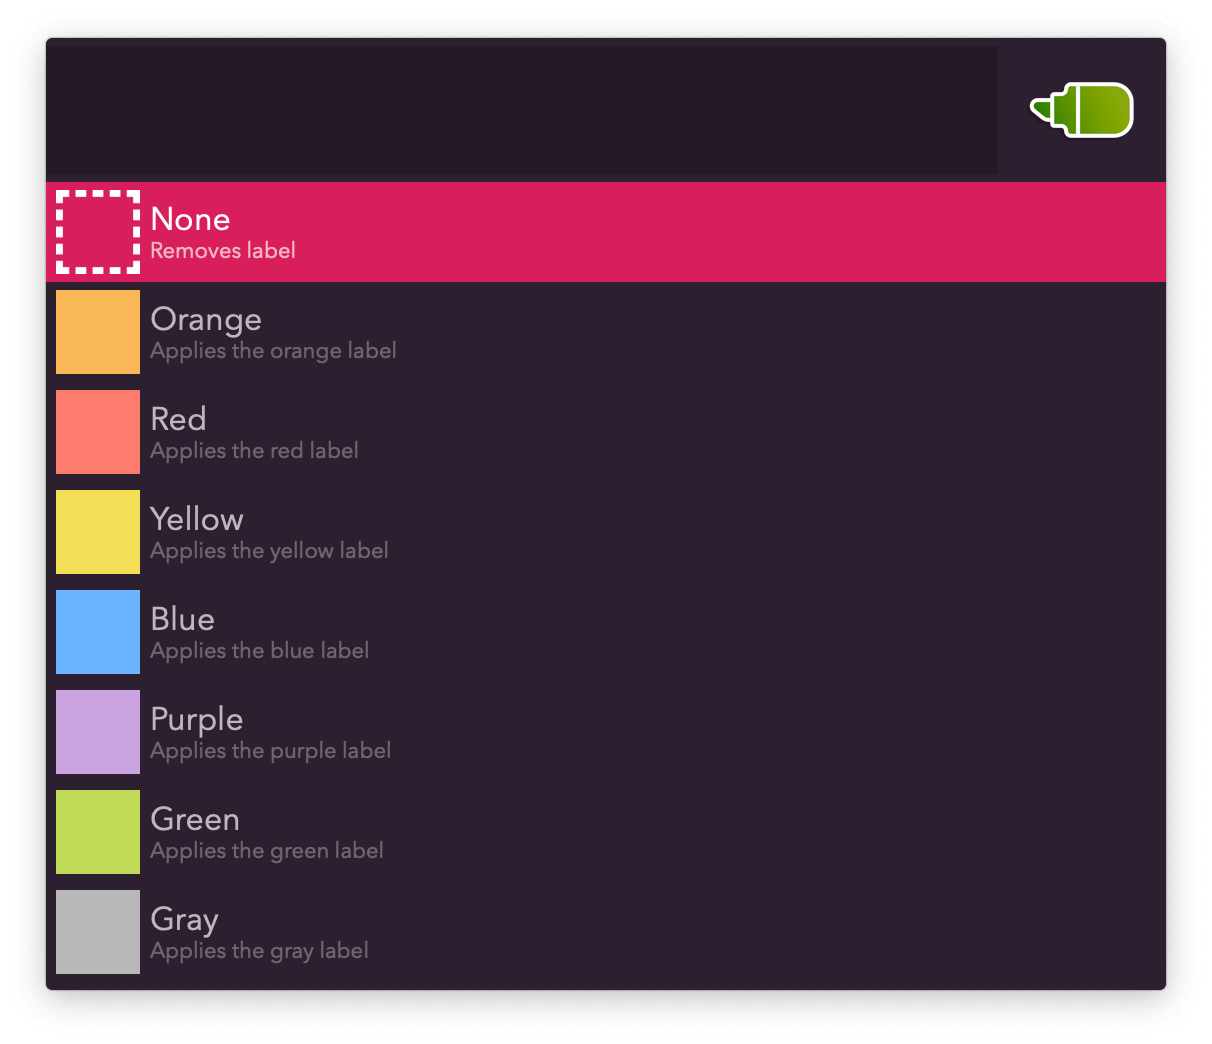 None
Removes label
Orange
Applies the orange label
Red
Applies the red label
Yellow
Applies the yellow label
Blue
Applies the blue label
Purple
Applies the purple label
Green
Applies the green label
Gray
Applies the gray label